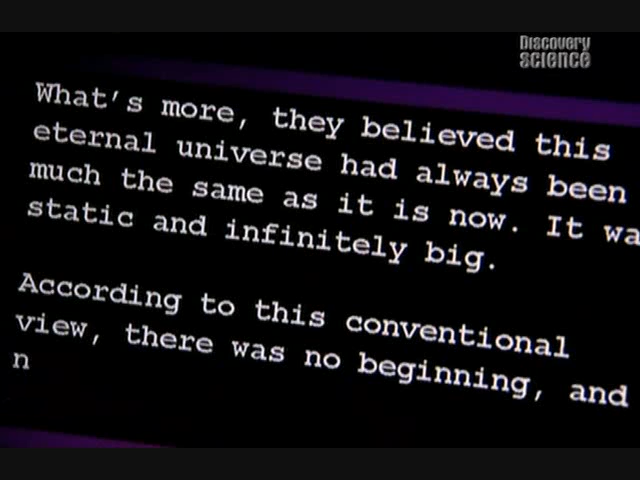 Discovery
SCIENCE
What's more, they believed this
eternal universe had always been
much the same as it is now. It wa
static and infinitely big.
According to this conventional
view, there was no beginning, and
n